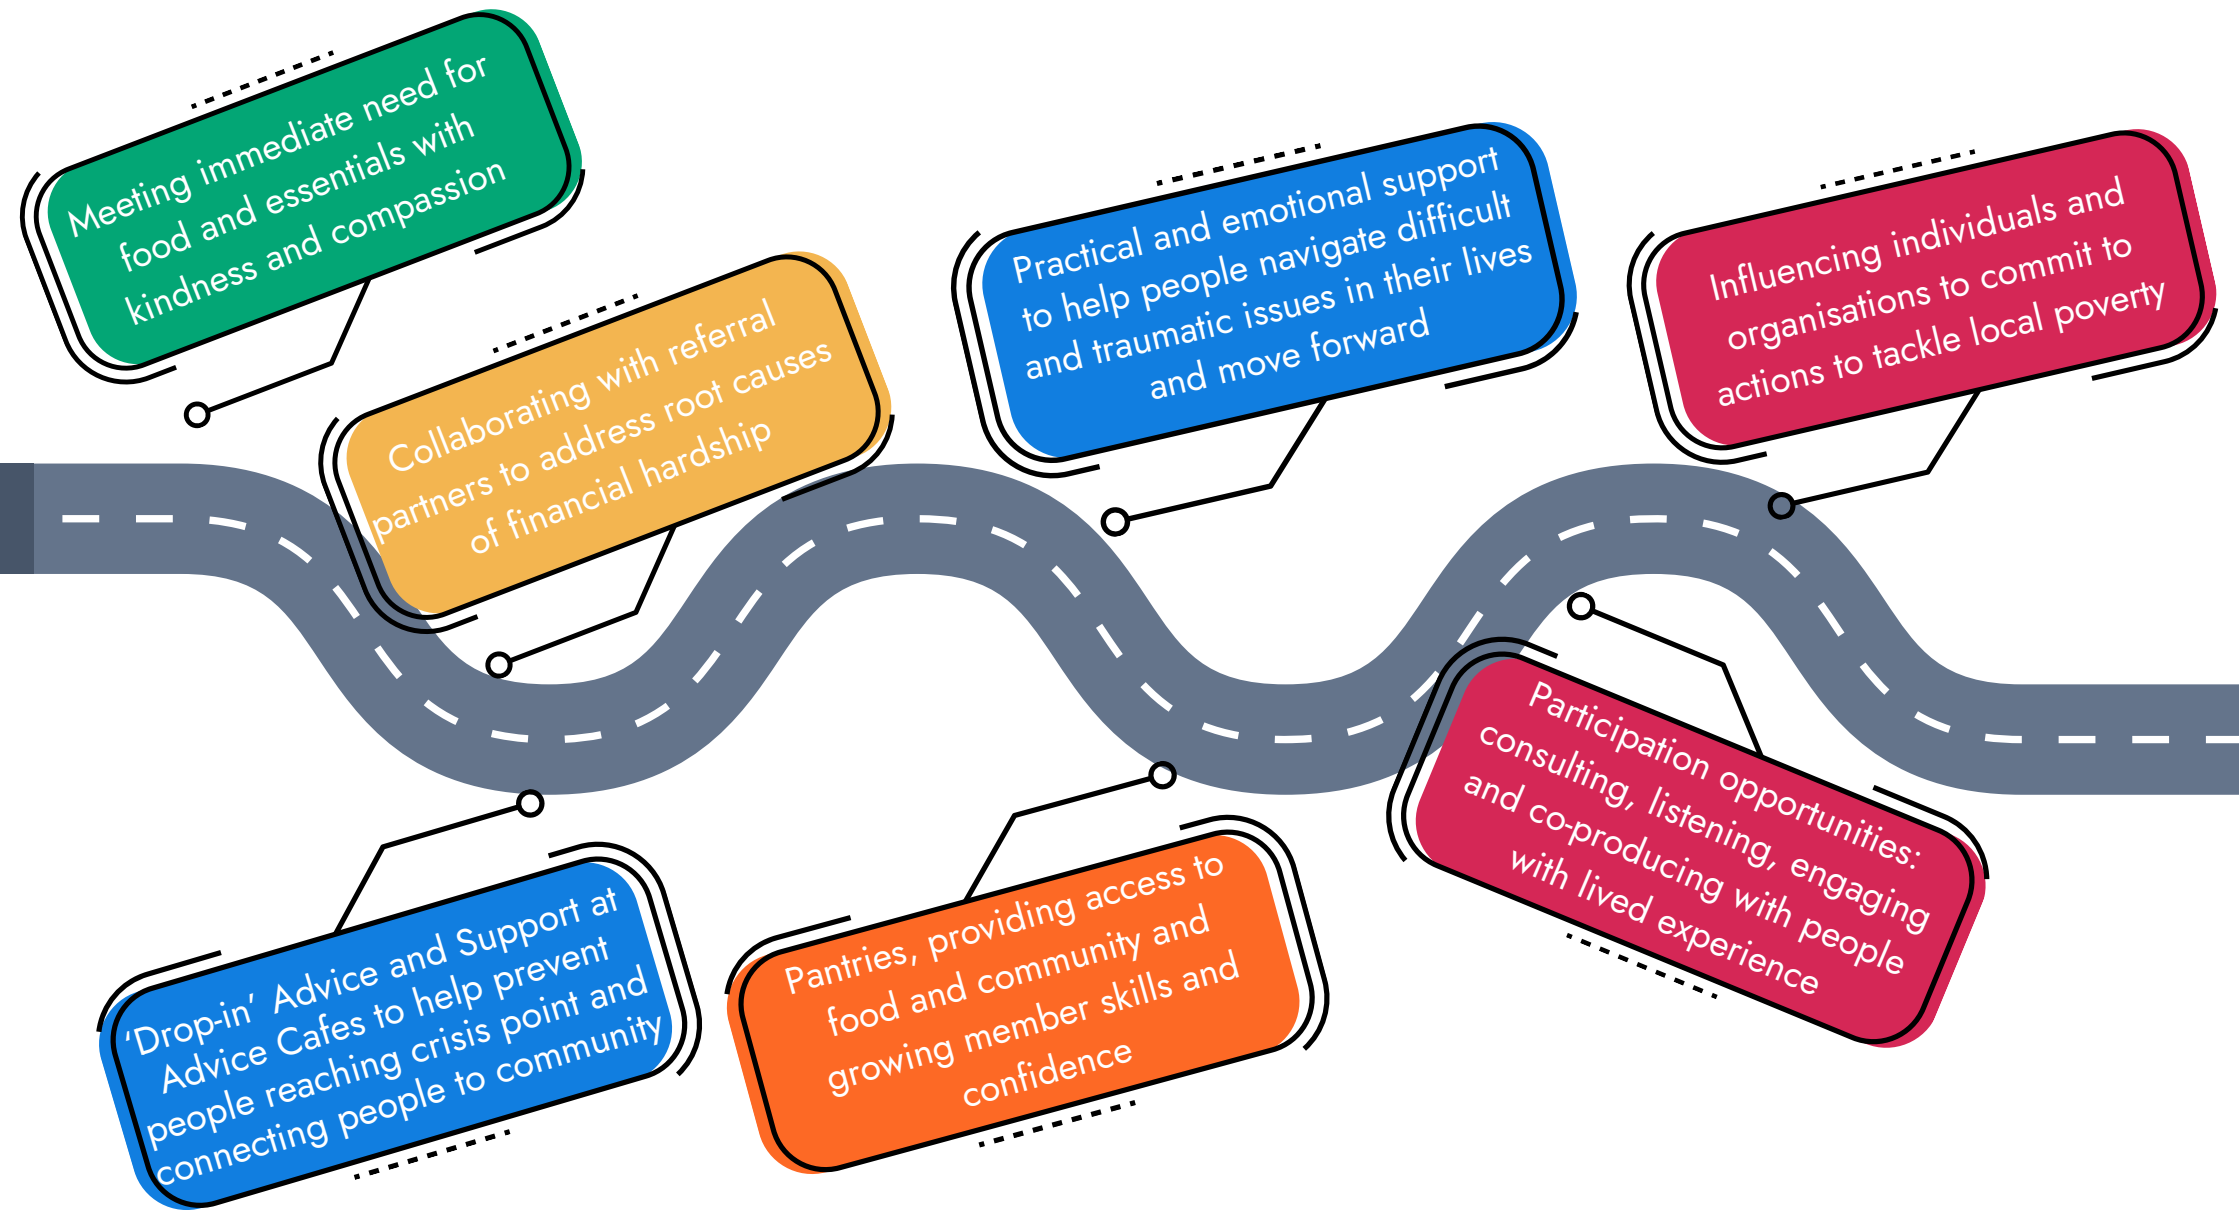 Meeting immediate need for
food and essentials with
kindness and compassion
Collaborating with referral
partners to address root causes
of financial hardship
Practical and emotional support
to help people navigate difficult
and traumatic issues in their lives
and move forward
Influencing individuals and
organisations to commit to
actions to tackle local poverty
'Drop-in' Advice and Support at
Advice Cafes to help prevent
people reaching crisis point and
connecting people to community
Pantries, providing access to
food and community and
growing member skills and
confidence
Participation opportunities:
consulting, listening, engaging
and co-producing with people
with lived experience